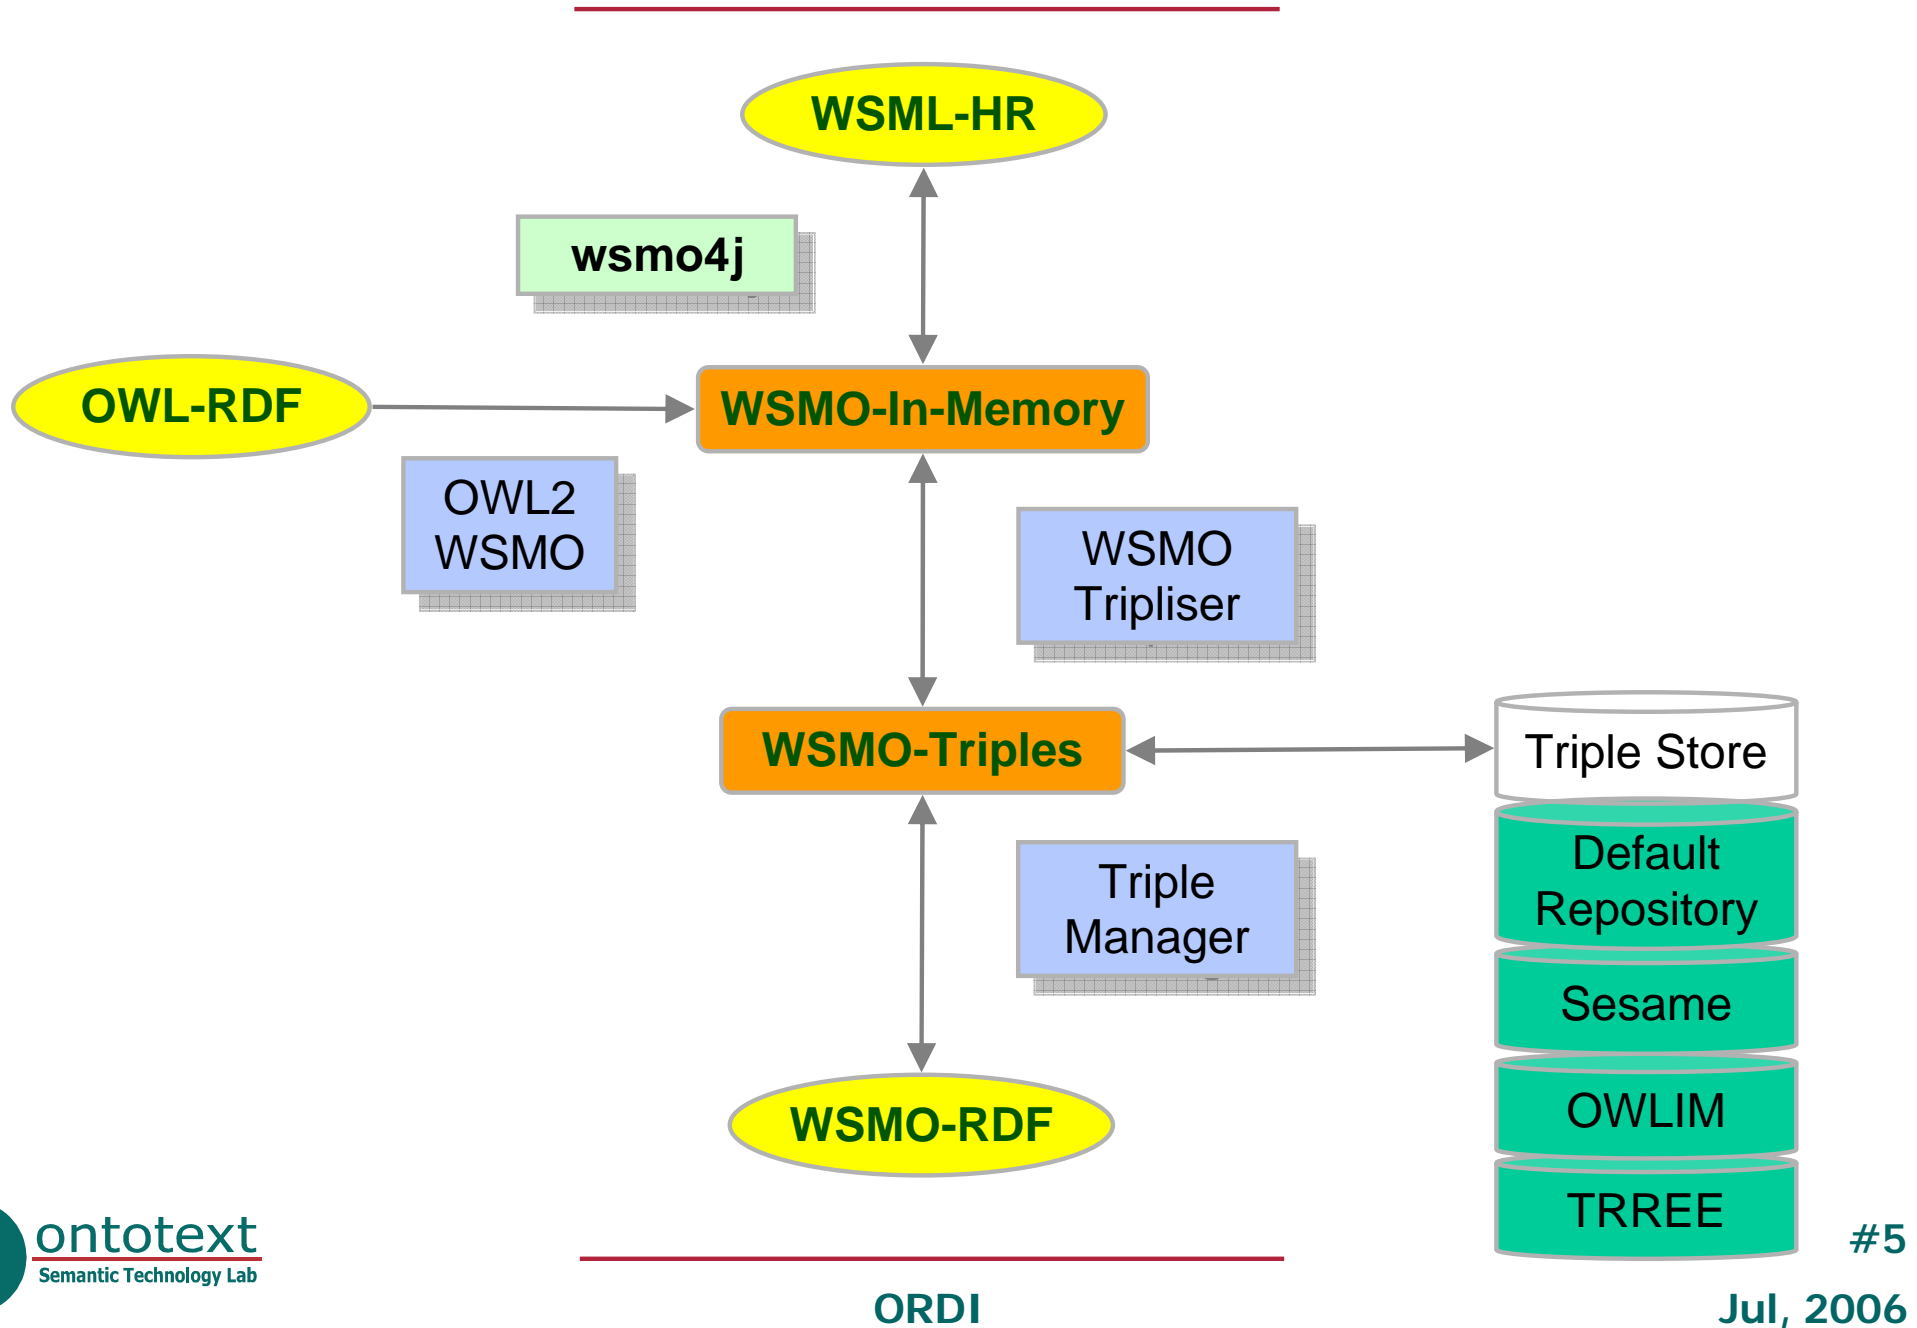 WSML-HR
wsmo4j
OWL-RDF
WSMO-In-Memory
OWL2
WSMO
WSMO
Tripliser
WSMO-Triples
Triple Store
Default
Repository
Triple
Manager
Sesame
OWLIM
WSMO-RDF
TRREE
ontotext
Semantic Technology Lab
#5
ORDI
Jul, 2006